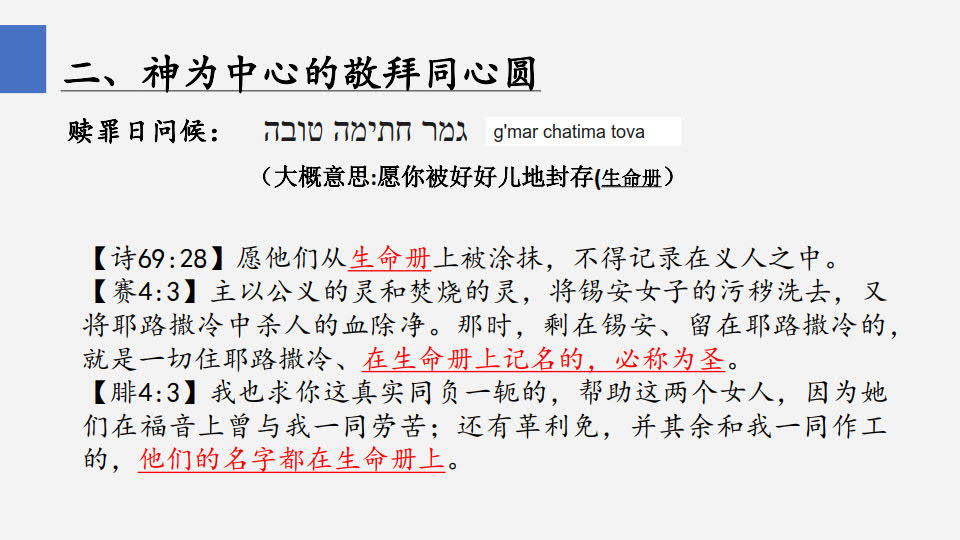 二、神为中心的敬拜同心圆
赎罪日问候： גמר חתימה טובה g'mar chatima tova
（大概意思:愿你被好好儿地封存(生命册）
【诗69:28】愿他们从生命册上被涂抹，不得记录在义人之中。
【赛4:3】主以公义的灵和焚烧的灵，将锡安女子的污秽洗去，又
将耶路撒冷中杀人的血除净。那时，剩在锡安、留在耶路撒冷的，
就是一切住耶路撒冷、在生命册上记名的，必称为圣。
【腓4:3】我也求你这真实同负一轭的，帮助这两个女人，因为她
们在福音上曾与我一同劳苦；还有革利免，并其余和我一同作工
的，他们的名字都在生命册上。